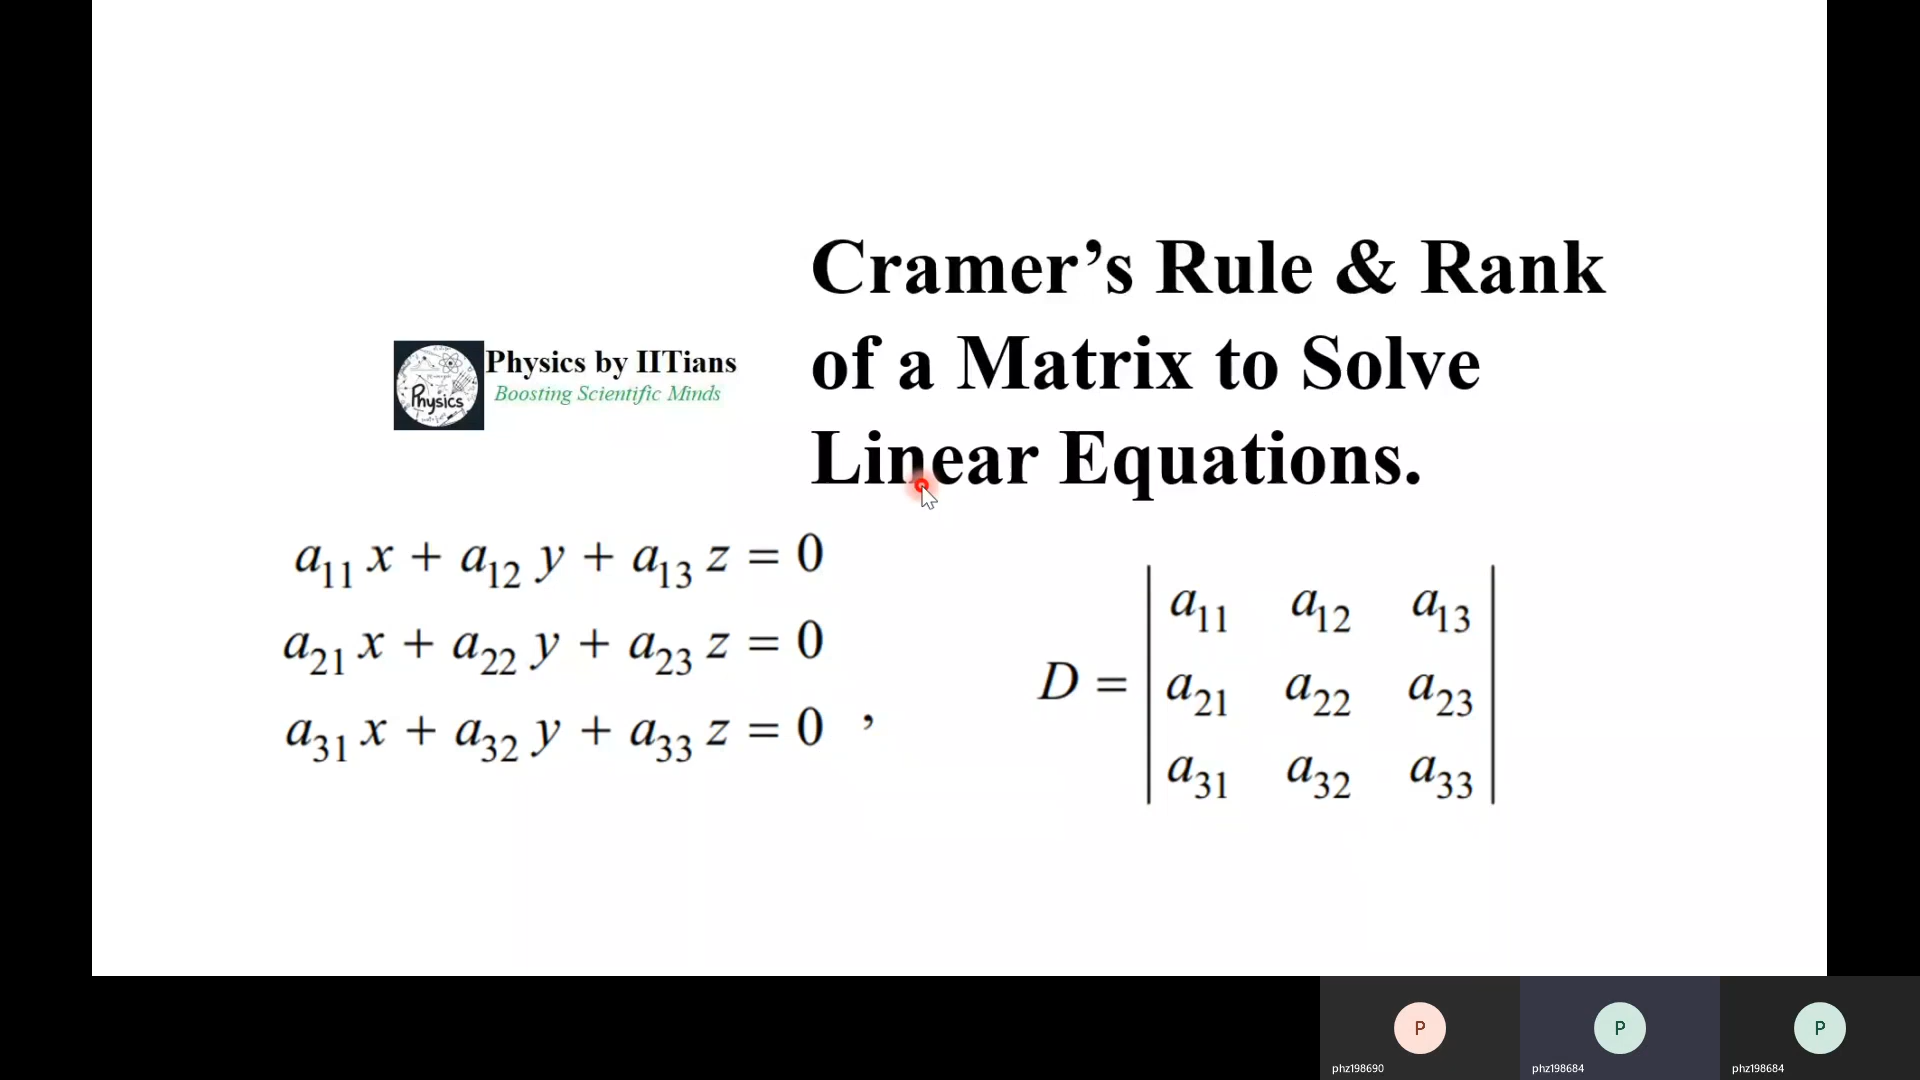 Cramer’s Rule & Rank
of a Matrix to Solve
Linear Equations.
Physics by IITians
Boosting Scientific Minds
Physics
a₁₁ x + a₁₂ y + a₁₃ z = 0
a₂₁ x + a₂₂ y + a₂₃ z = 0
a₃₁ x + a₃₂ y + a₃₃ z = 0 ,
D = | a₁₁ a₁₂ a₁₃ |
| a₂₁ a₂₂ a₂₃ |
| a₃₁ a₃₂ a₃₃ |
P P P
phz198690 phz198684 phz198684